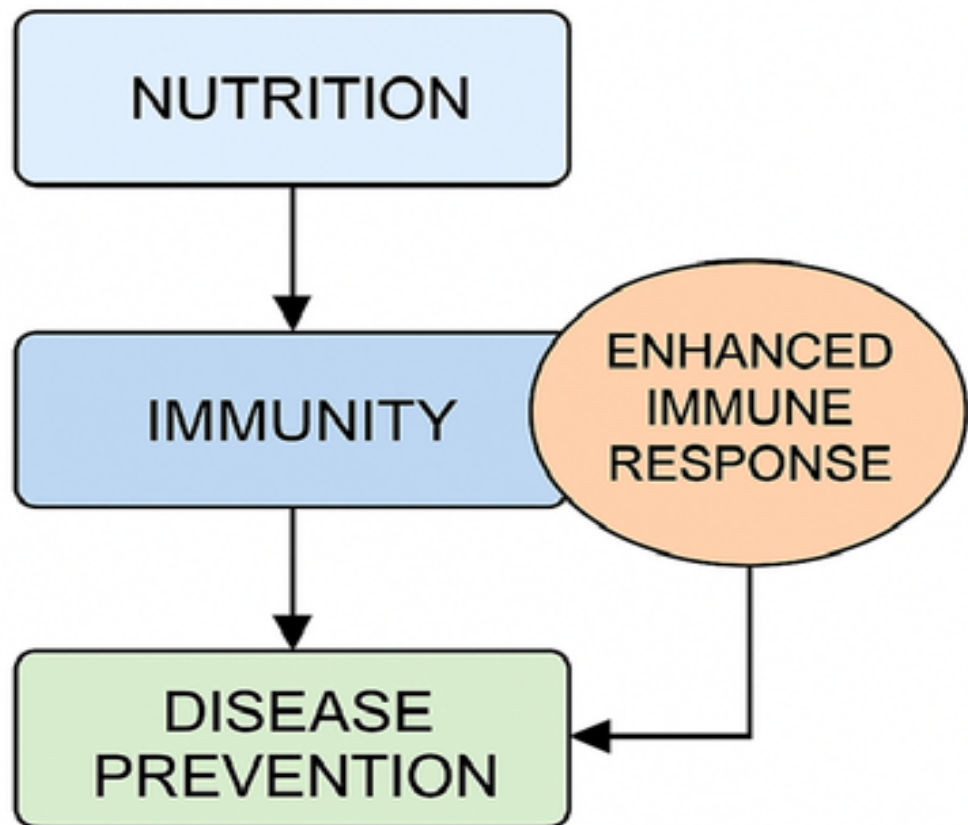 NUTRITION
IMMUNITY
ENHANCED
IMMUNE
RESPONSE
DISEASE
PREVENTION